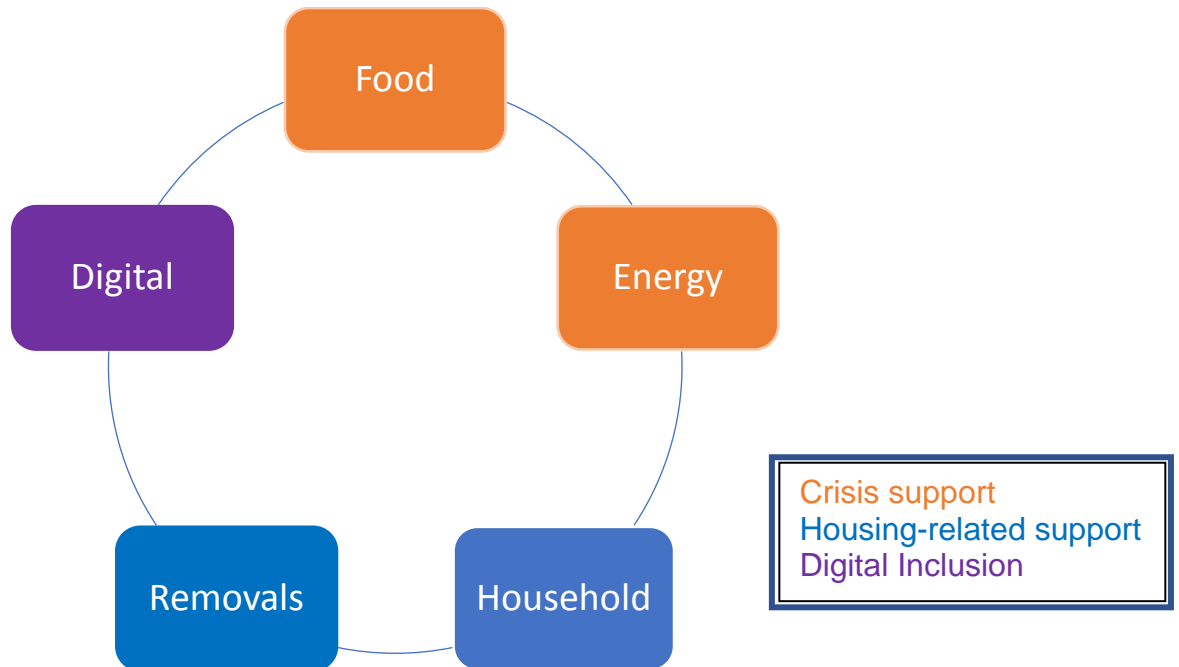 Food
Digital
Energy
Removals
Household
Crisis support
Housing-related support
Digital Inclusion